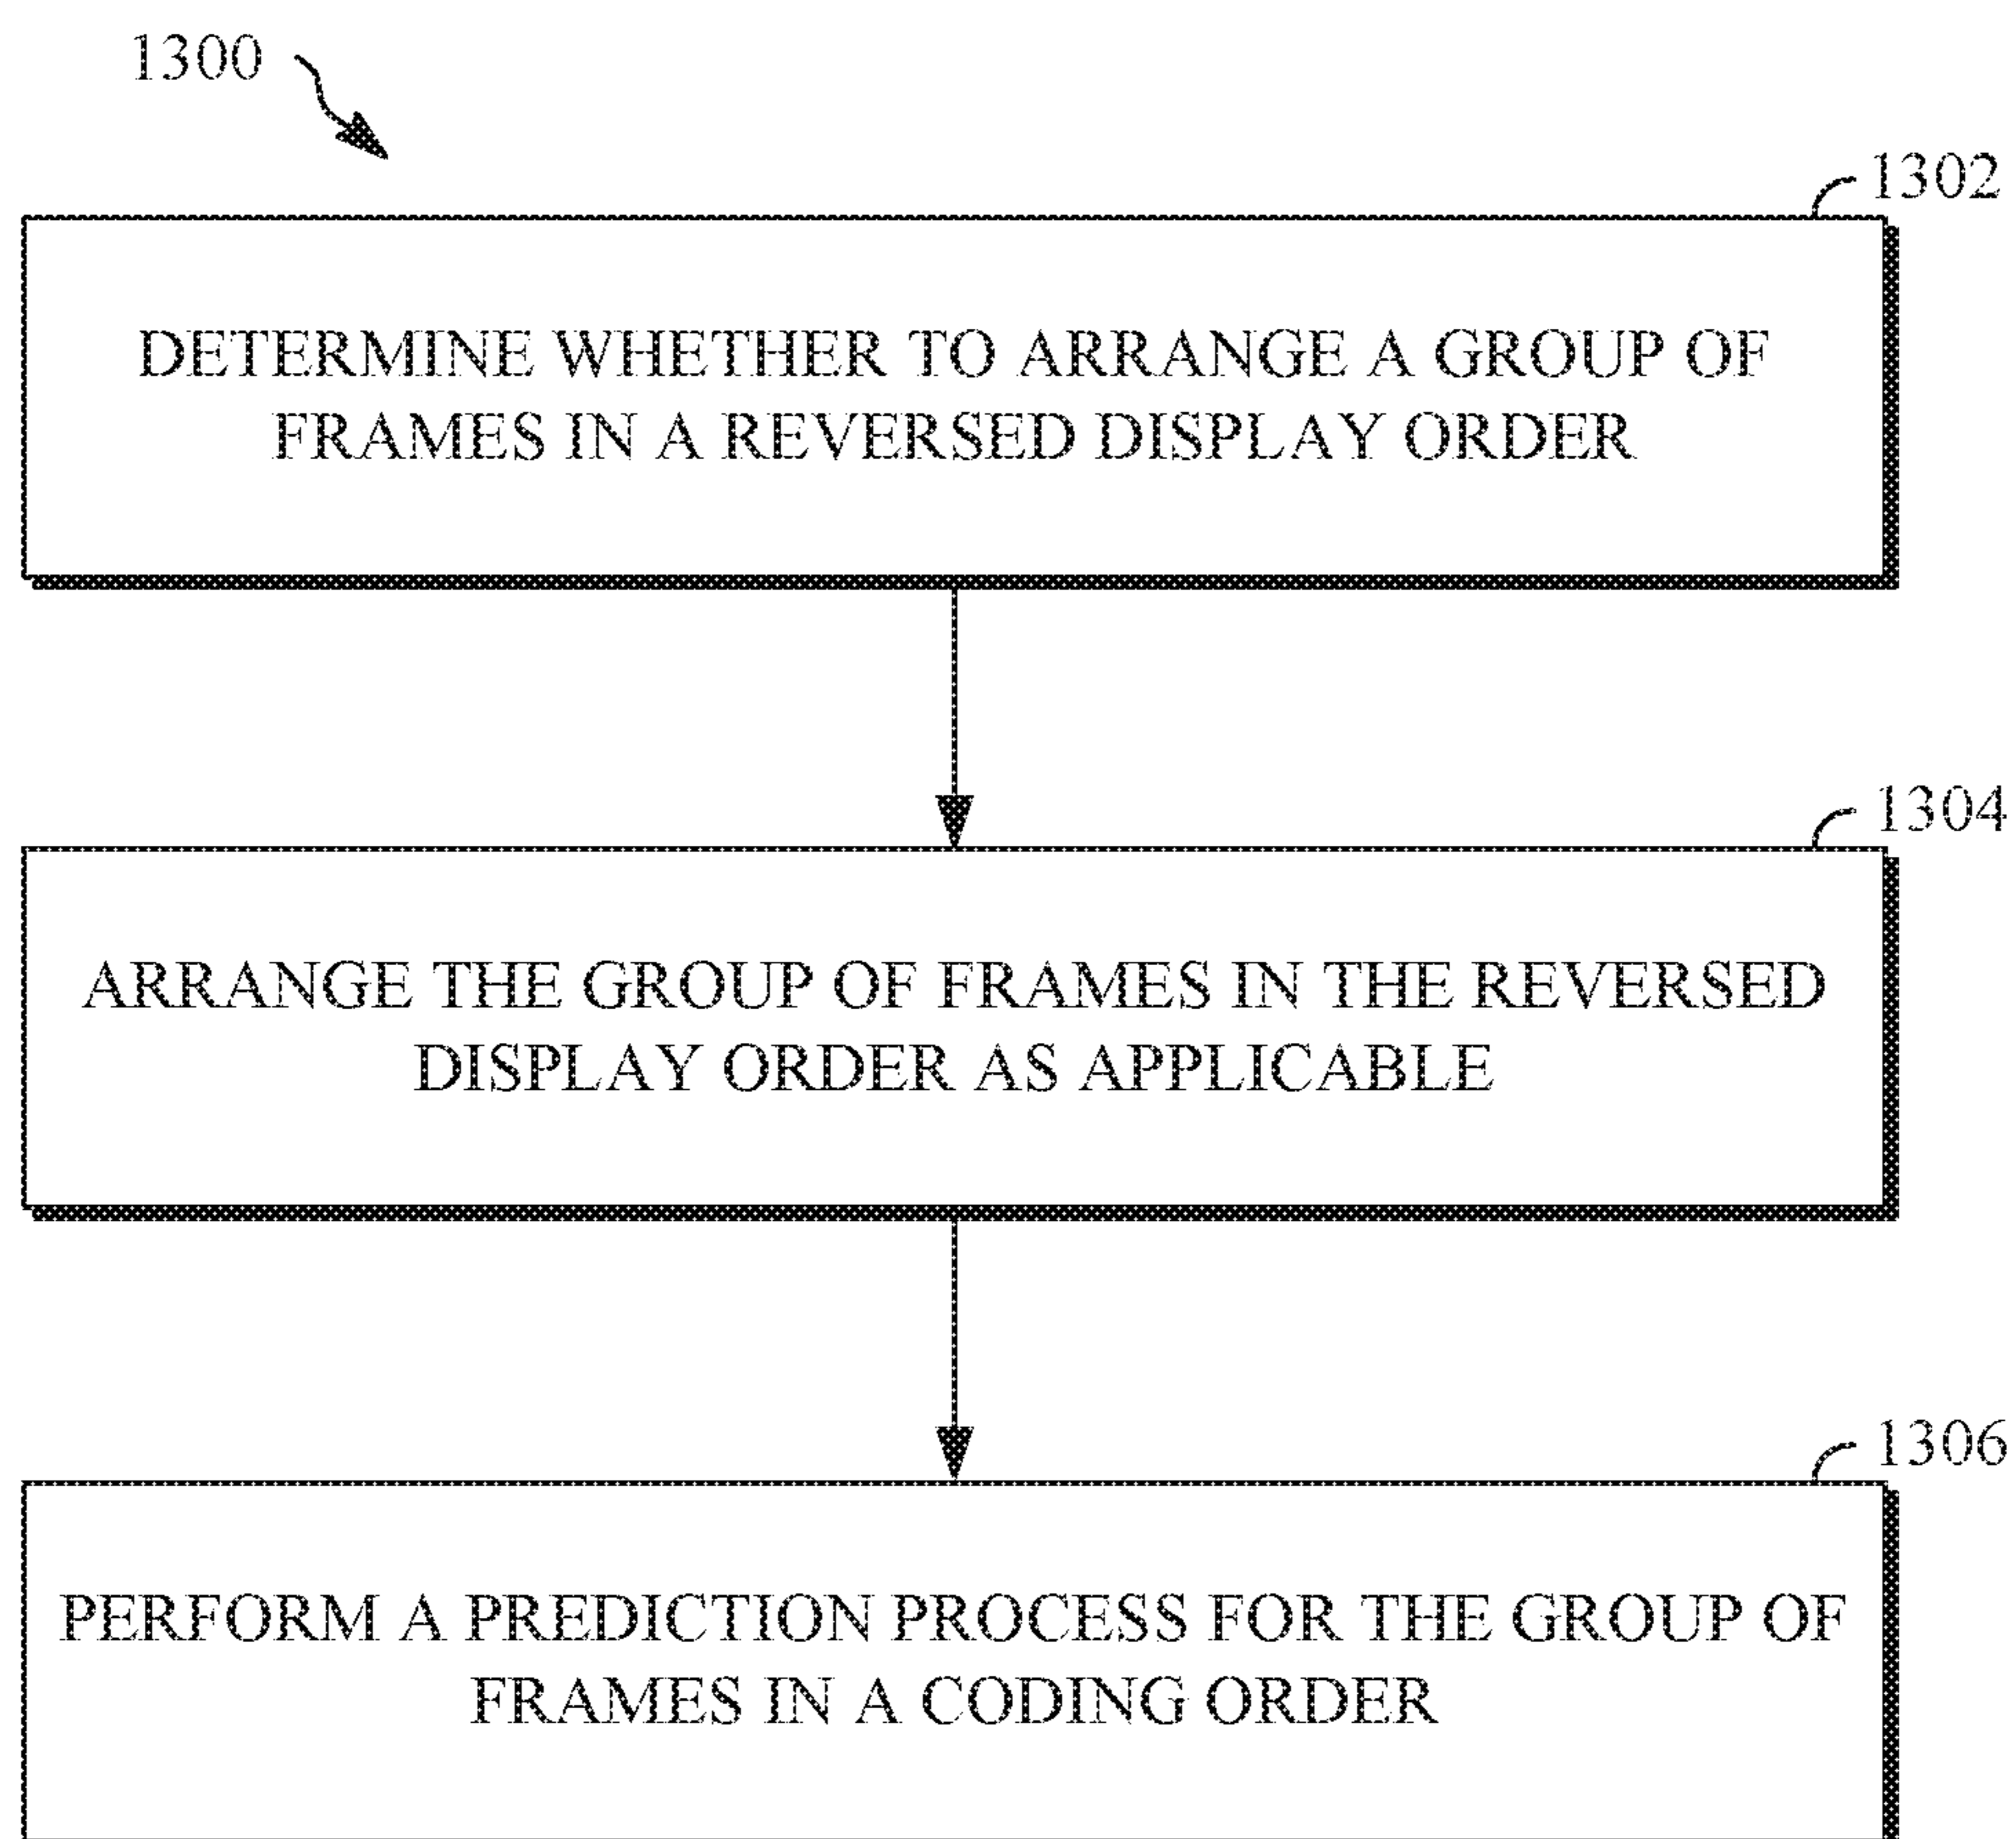 1300
1302
DETERMINE WHETHER TO ARRANGE A GROUP OF
FRAMES IN A REVERSED DISPLAY ORDER
1304
ARRANGE THE GROUP OF FRAMES IN THE REVERSED
DISPLAY ORDER AS APPLICABLE
1306
PERFORM A PREDICTION PROCESS FOR THE GROUP OF
FRAMES IN A CODING ORDER